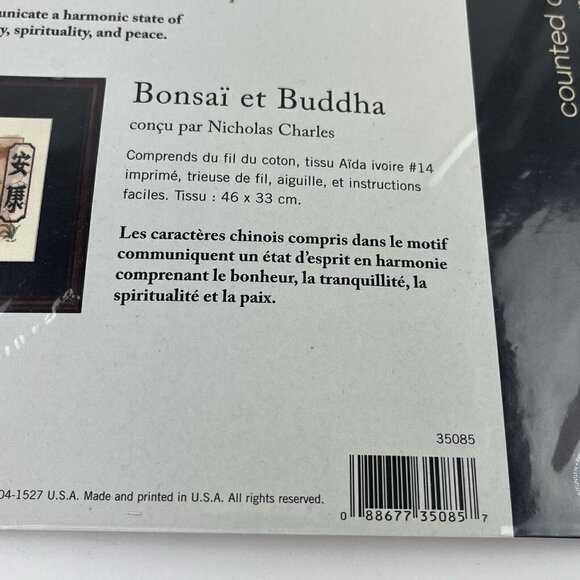 unicate a harmonic state of
y, spirituality, and peace.
Bonsaï et Buddha
conçu par Nicholas Charles
Comprends du fil du coton, tissu Aïda ivoire #14
imprimé, trieuse de fil, aiguille, et instructions
faciles. Tissu : 46 x 33 cm.
Les caractères chinois compris dans le motif
communiquent un état d'esprit en harmonie
comprenant le bonheur, la tranquillité, la
spiritualité et la paix.
安
康
35085
04-1527 U.S.A. Made and printed in U.S.A. All rights reserved.
0 88677 35085 7
counted